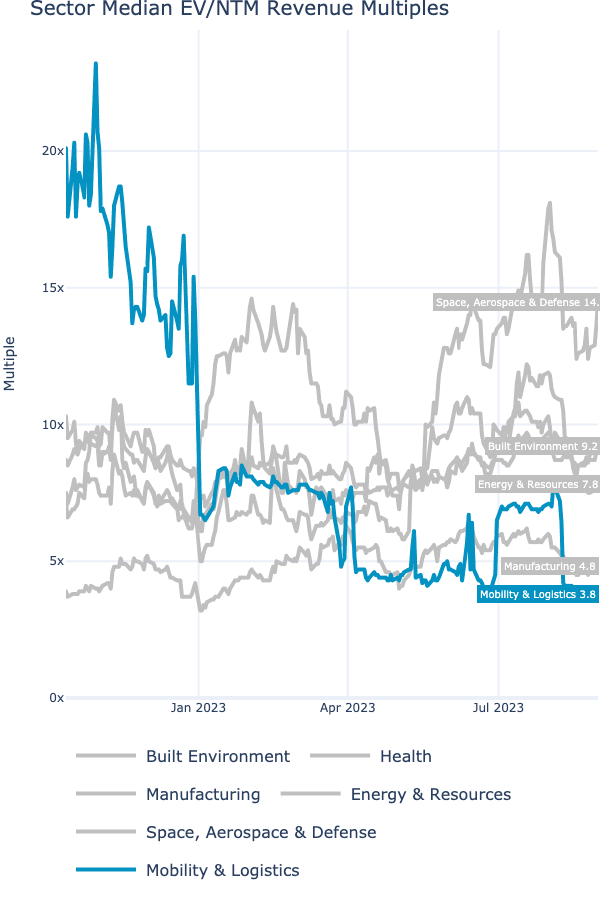 Sector Median EV/NTM Revenue Multiples
20x
15x
10x
5x
0x
Multiple
Space, Aerospace & Defense 14.
Built Environment 9.2
Energy & Resources 7.8
Manufacturing 4.8
Mobility & Logistics 3.8
Jan 2023 Apr 2023 Jul 2023
Built Environment Health
Manufacturing Energy & Resources
Space, Aerospace & Defense
Mobility & Logistics